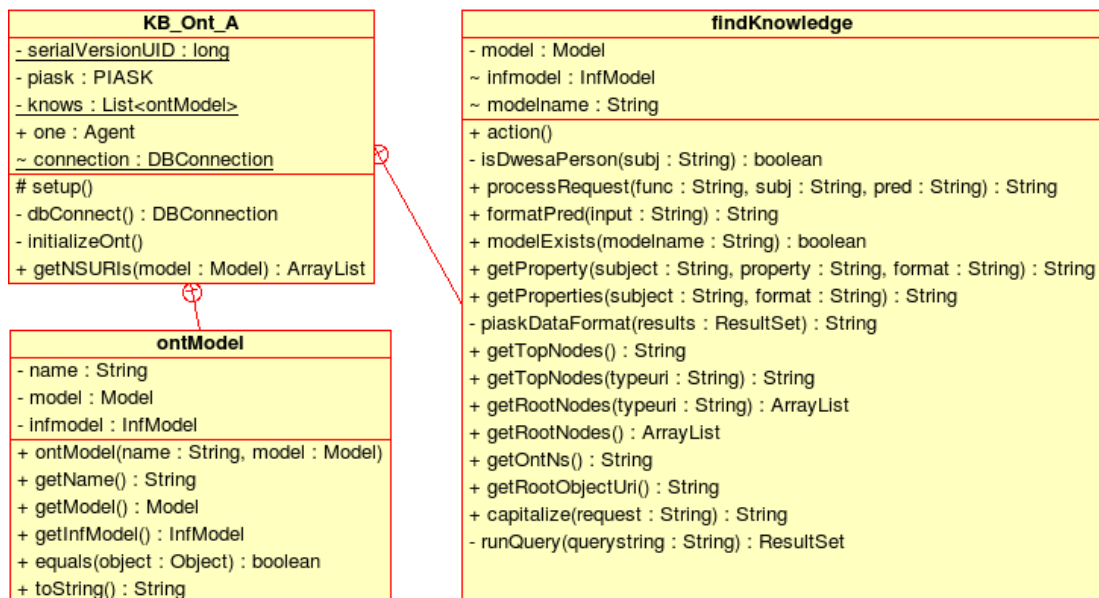 KB_Ont_A
- serialVersionUID : long
- piask : PIASK
- knows : List<ontModel>
+ one : Agent
~ connection : DBConnection
# setup()
- dbConnect() : DBConnection
- initializeOnt()
+ getNSURIs(model : Model) : ArrayList
ontModel
- name : String
- model : Model
- infmodel : InfModel
+ ontModel(name : String, model : Model)
+ getName() : String
+ getModel() : Model
+ getInfModel() : InfModel
+ equals(object : Object) : boolean
+ toString() : String
findKnowledge
- model : Model
~ infmodel : InfModel
~ modelname : String
+ action()
- isDwesaPerson(subj : String) : boolean
+ processRequest(func : String, subj : String, pred : String) : String
+ formatPred(input : String) : String
+ modelExists(modelname : String) : boolean
+ getProperty(subject : String, property : String, format : String) : String
+ getProperties(subject : String, format : String) : String
- piaskDataFormat(results : ResultSet) : String
+ getTopNodes() : String
+ getTopNodes(typeuri : String) : String
+ getRootNodes(typeuri : String) : ArrayList
+ getRootNodes() : ArrayList
+ getOntNs() : String
+ getRootObjectUri() : String
+ capitalize(request : String) : String
- runQuery(querystring : String) : ResultSet